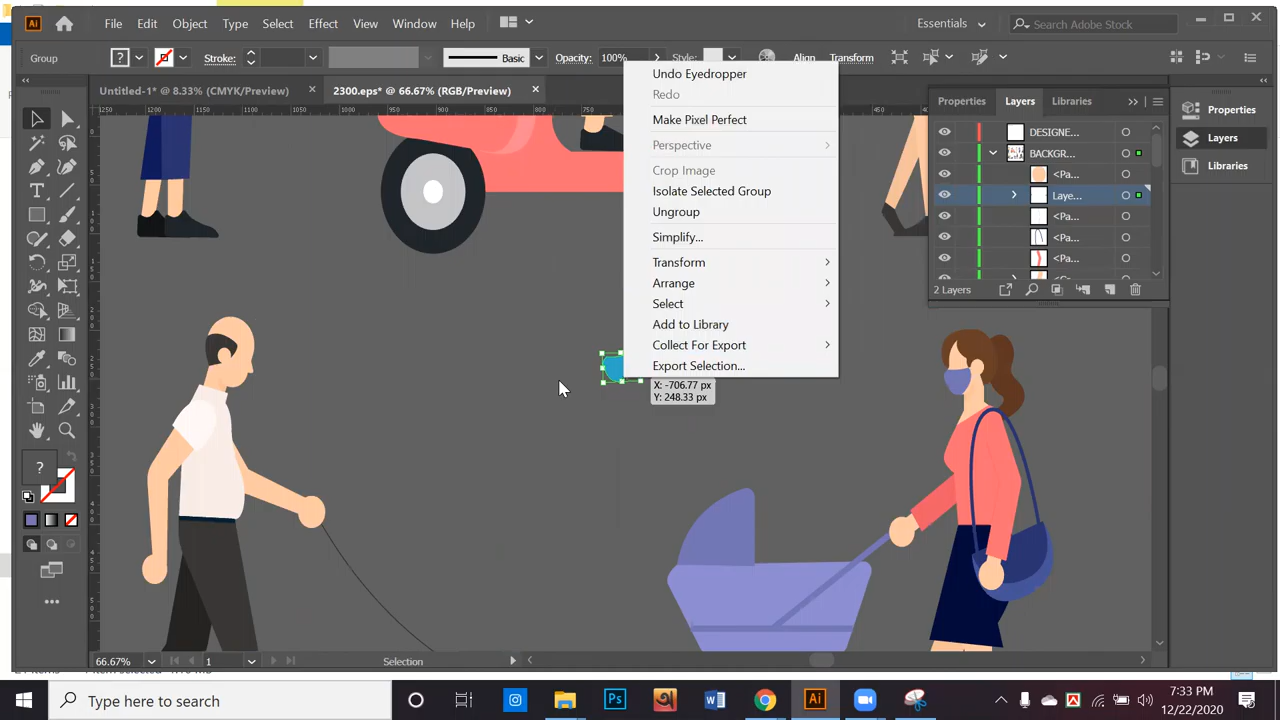 Ai File Edit Object Type Select Effect View Window Help Essentials Search Adobe Stock
Group ? Stroke: Basic Opacity: 100% Style: Align Transform
Untitled-1* @ 8.33% (CMYK/Preview) 2300.eps* @ 66.67% (RGB/Preview)
Undo Eyedropper
Redo
Make Pixel Perfect
Perspective
Crop Image
Isolate Selected Group
Ungroup
Simplify...
Transform
Arrange
Select
Add to Library
Collect For Export
Export Selection...
X: -706.77 px
Y: 248.33 px
Properties Layers Libraries
DESIGNE...
BACKGR...
<Pa...
Laye...
<Pa...
<Pa...
<Pa...
2 Layers
Properties
Layers
Libraries
?
66.67% 1 Selection
Type here to search
Ps
W
Ai
7:33 PM
12/22/2020